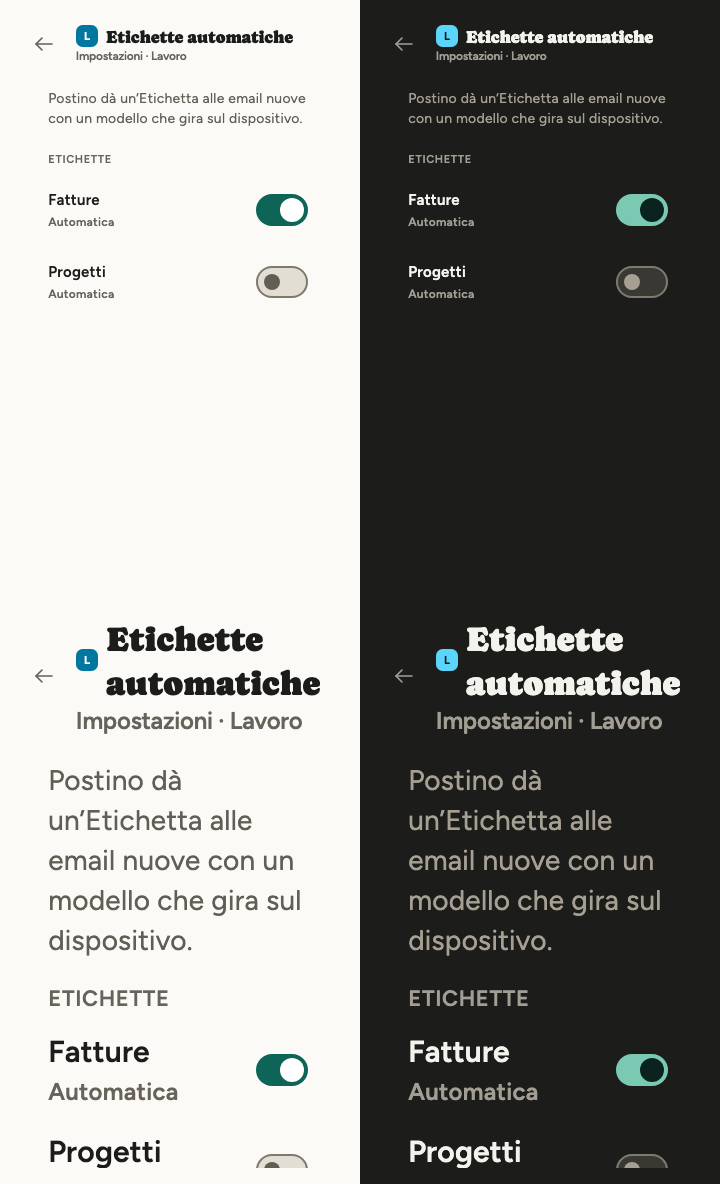 L Etichette automatiche
Impostazioni · Lavoro
Postino dà un’Etichetta alle email nuove
con un modello che gira sul dispositivo.
ETICHETTE
Fatture
Automatica
Progetti
Automatica
L Etichette automatiche
Impostazioni · Lavoro
Postino dà un’Etichetta alle email nuove
con un modello che gira sul dispositivo.
ETICHETTE
Fatture
Automatica
Progetti
Automatica
L Etichette
automatiche
Impostazioni · Lavoro
Postino dà
un’Etichetta alle
email nuove con un
modello che gira sul
dispositivo.
ETICHETTE
Fatture
Automatica
Progetti
L Etichette
automatiche
Impostazioni · Lavoro
Postino dà
un’Etichetta alle
email nuove con un
modello che gira sul
dispositivo.
ETICHETTE
Fatture
Automatica
Progetti